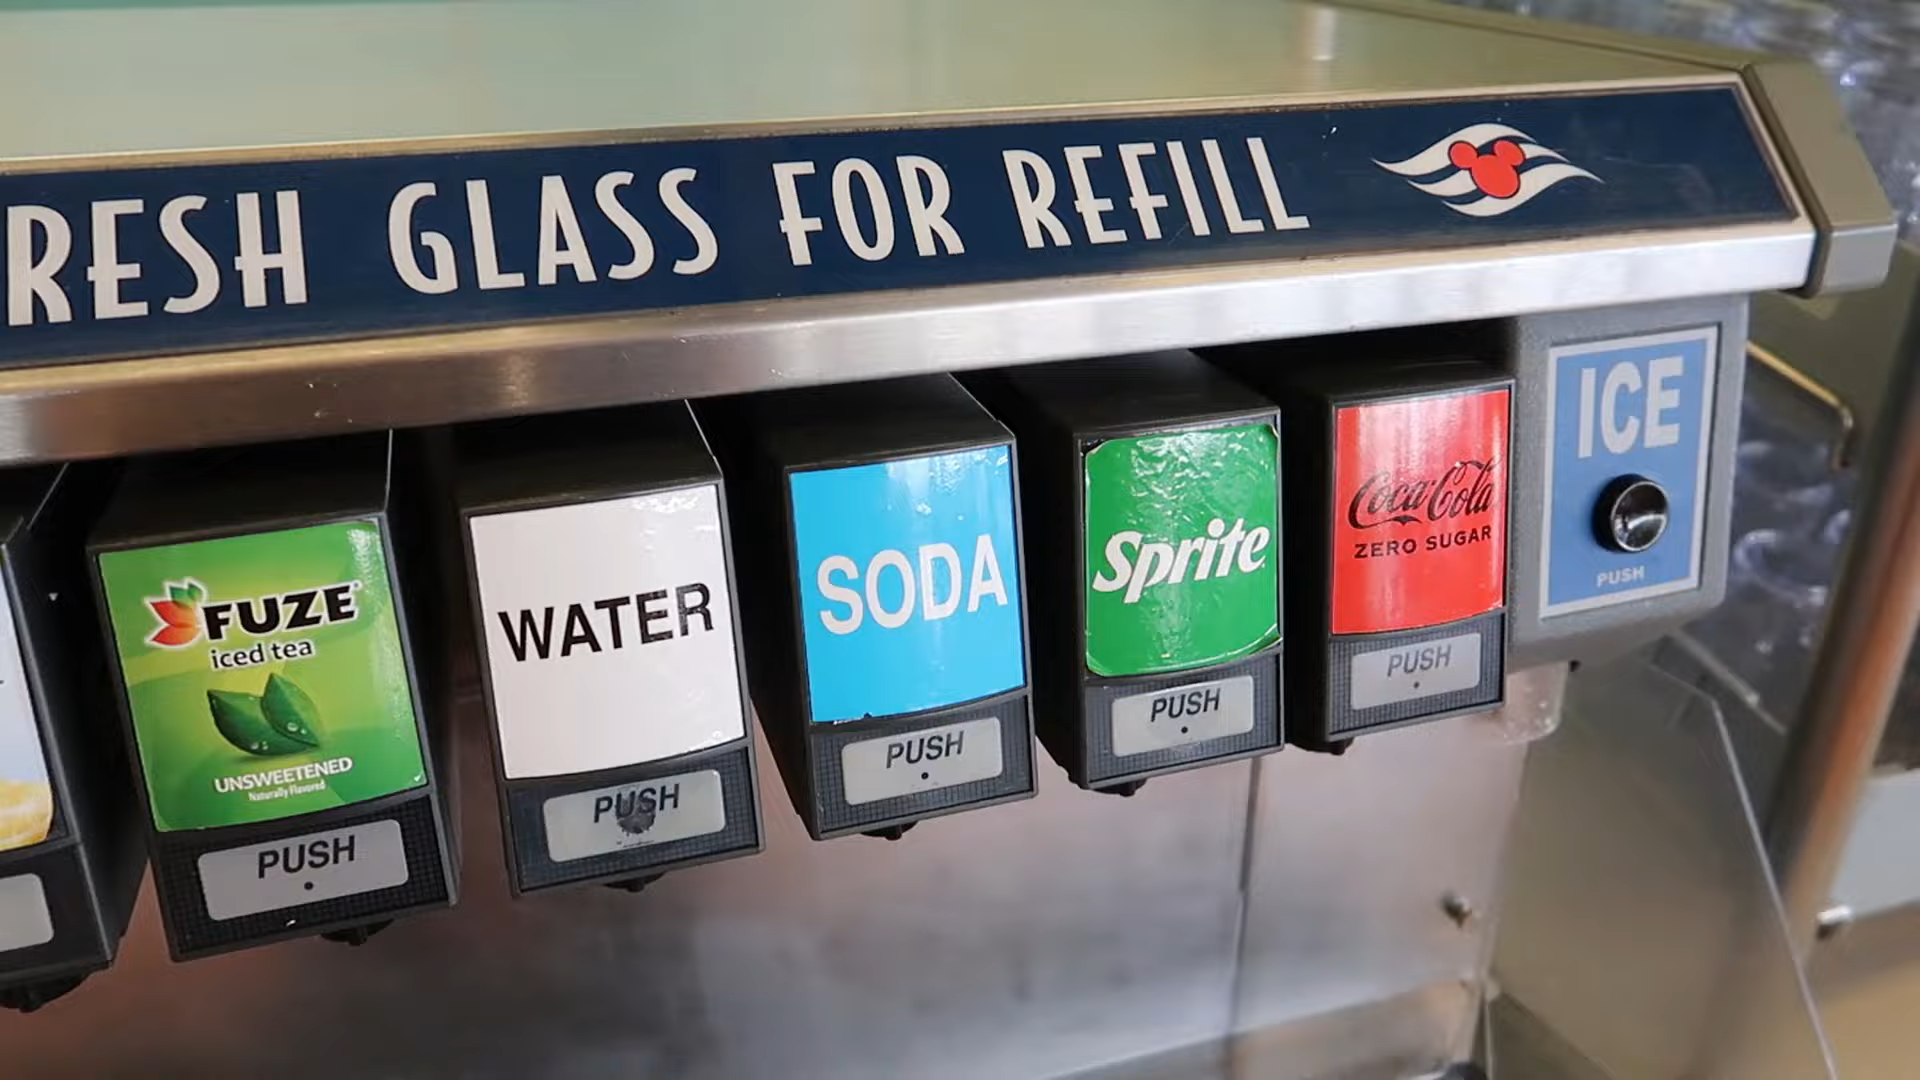 RESH GLASS FOR REFILL
FUZE
iced tea
UNSWEETENED
Naturally Flavored
PUSH
WATER
PUSH
SODA
PUSH
Sprite
PUSH
Coca-Cola
ZERO SUGAR
PUSH
ICE
PUSH